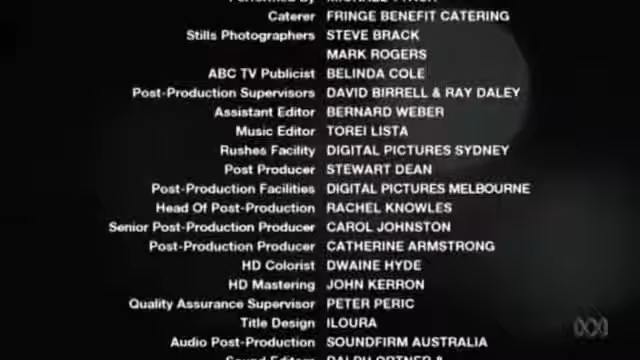 Caterer FRINGE BENEFIT CATERING
Stills Photographers STEVE BRACK
MARK ROGERS
ABC TV Publicist BELINDA COLE
Post-Production Supervisors DAVID BIRRELL & RAY DALEY
Assistant Editor BERNARD WEBER
Music Editor TOREI LISTA
Rushes Facility DIGITAL PICTURES SYDNEY
Post Producer STEWART DEAN
Post-Production Facilities DIGITAL PICTURES MELBOURNE
Head Of Post-Production RACHEL KNOWLES
Senior Post-Production Producer CAROL JOHNSTON
Post-Production Producer CATHERINE ARMSTRONG
HD Colorist DWAINE HYDE
HD Mastering JOHN KERRON
Quality Assurance Supervisor PETER PERIC
Title Design ILOURA
Audio Post-Production SOUNDFIRM AUSTRALIA